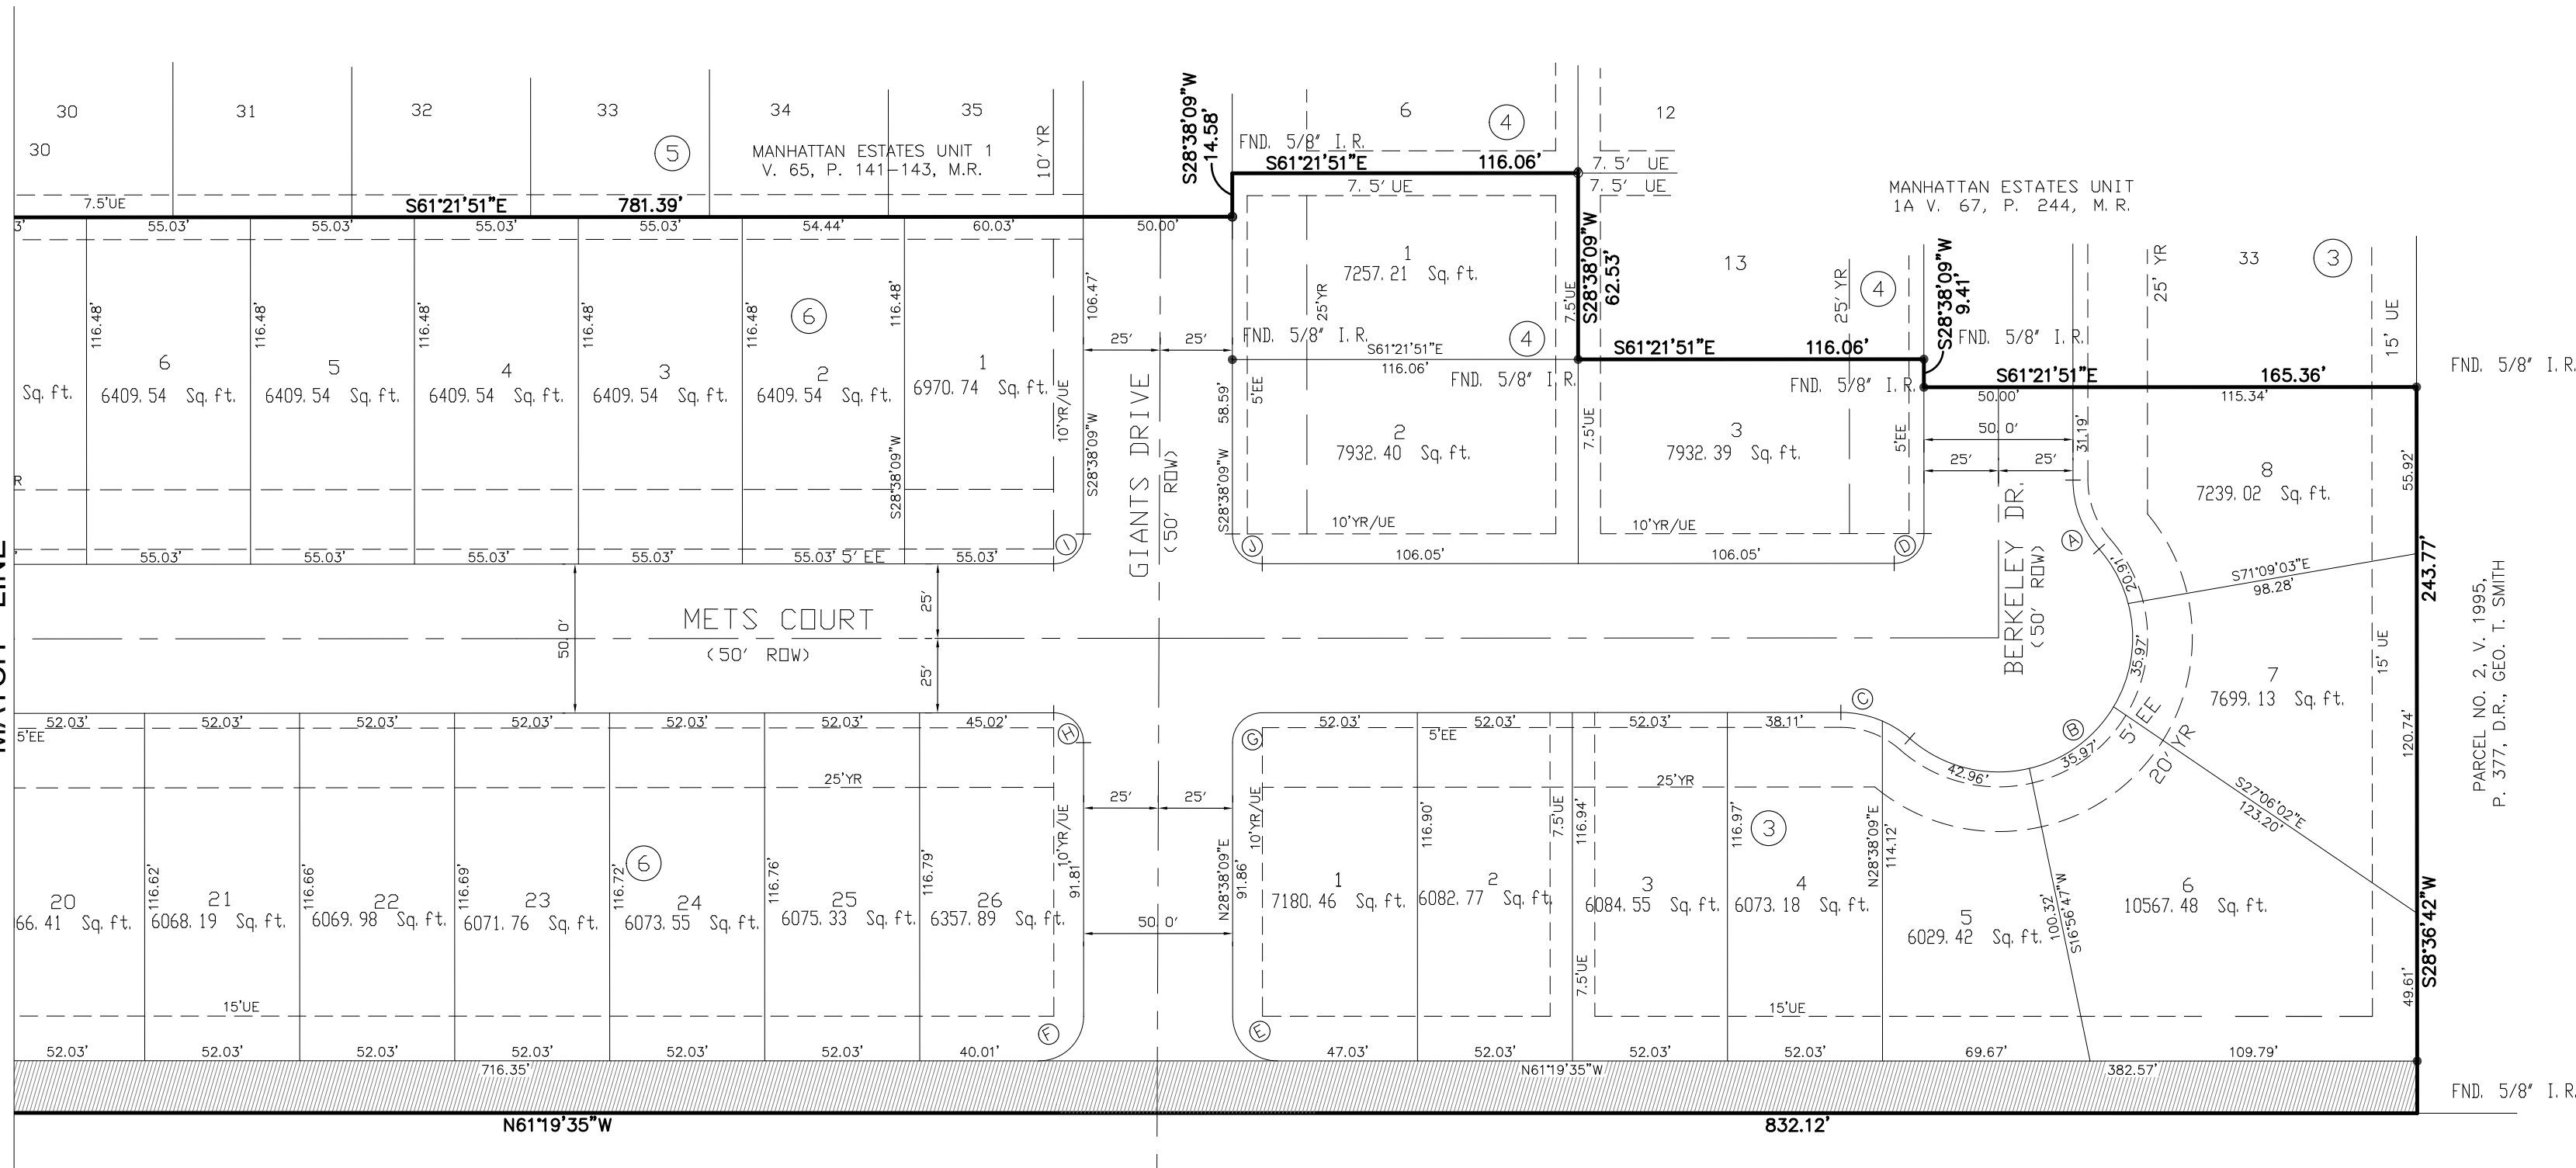 30
31
32
33
34
35
30
5
MANHATTAN ESTATES UNIT 1
V. 65, P. 141-143, M.R.
10' YR
7.5'UE
S61°21'51"E 781.39'
S28°38'09"W
14.58'
FND. 5/8" I.R.
S61°21'51"E 116.06'
6
4
12
7.5' UE
7.5' UE
7.5' UE
MANHATTAN ESTATES UNIT
1A V. 67, P. 244, M.R.
3'
55.03'
55.03'
55.03'
55.03'
54.44'
60.03'
50.00'
116.48'
116.48'
116.48'
116.48'
116.48'
116.48'
106.47'
6
Sq.ft.
6
6409.54 Sq.ft.
5
6409.54 Sq.ft.
4
6409.54 Sq.ft.
3
6409.54 Sq.ft.
2
6409.54 Sq.ft.
1
6970.74 Sq.ft.
S28°38'09"W
10'YR/UE
S28°38'09"W
R
55.03'
55.03'
55.03'
55.03'
55.03' 5' EE
55.03'
I
25'
25'
GIANTS DRIVE
(50' ROW)
1
7257.21 Sq.ft.
25'YR
7.5'UE
S28°38'09"W
62.53'
FND. 5/8" I.R.
S61°21'51"E
116.06'
4
FND. 5/8" I.R.
58.59'
5'EE
S28°38'09"W
2
7932.40 Sq.ft.
10'YR/UE
J
106.05'
13
25' YR
4
S61°21'51"E 116.06'
FND. 5/8" I.R.
7.5'UE
3
7932.39 Sq.ft.
5'EE
10'YR/UE
106.05'
D
S28°38'09"W
9.41'
FND. 5/8" I.R.
S61°21'51"E 165.36'
50.00'
115.34'
50.0'
25'
25'
31.19'
25' YR
33
3
15' UE
FND. 5/8" I.R.
BERKELEY DR.
(50' ROW)
8
7239.02 Sq.ft.
55.92'
A
20.91'
S71°09'03"E
98.28'
243.77'
35.97'
7
7699.13 Sq.ft.
15' UE
120.74'
PARCEL NO. 2, V. 1995,
P. 377, D.R., GEO. T. SMITH
MATCH LINE
METS COURT
(50' ROW)
50.0'
25'
25'
C
B
5' EE
20' YR
35.97'
42.96'
S27°06'02"E
123.20'
52.03'
52.03'
52.03'
52.03'
52.03'
52.03'
45.02'
5'EE
H
25'YR
116.62'
116.66'
116.69'
116.72'
116.76'
116.79'
10'YR/UE
91.81'
6
20
66.41 Sq.ft.
21
6068.19 Sq.ft.
22
6069.98 Sq.ft.
23
6071.76 Sq.ft.
24
6073.55 Sq.ft.
25
6075.33 Sq.ft.
26
6357.89 Sq.ft.
15'UE
F
25'
25'
50.0'
G
52.03'
52.03'
52.03'
38.11'
5'EE
25'YR
N28°38'09"E
91.86'
10'YR/UE
116.90'
7.5'UE
116.94'
116.97'
3
N28°38'09"E
114.12'
1
7180.46 Sq.ft.
2
6082.77 Sq.ft.
3
6084.55 Sq.ft.
4
6073.18 Sq.ft.
5
6029.42 Sq.ft.
100.32'
S16°56'47"W
6
10567.48 Sq.ft.
7.5'UE
15'UE
E
S28°36'42"W
49.61'
52.03'
52.03'
52.03'
52.03'
52.03'
52.03'
40.01'
47.03'
52.03'
52.03'
52.03'
69.67'
109.79'
716.35'
N61°19'35"W
382.57'
FND. 5/8" I.R.
N61°19'35"W 832.12'